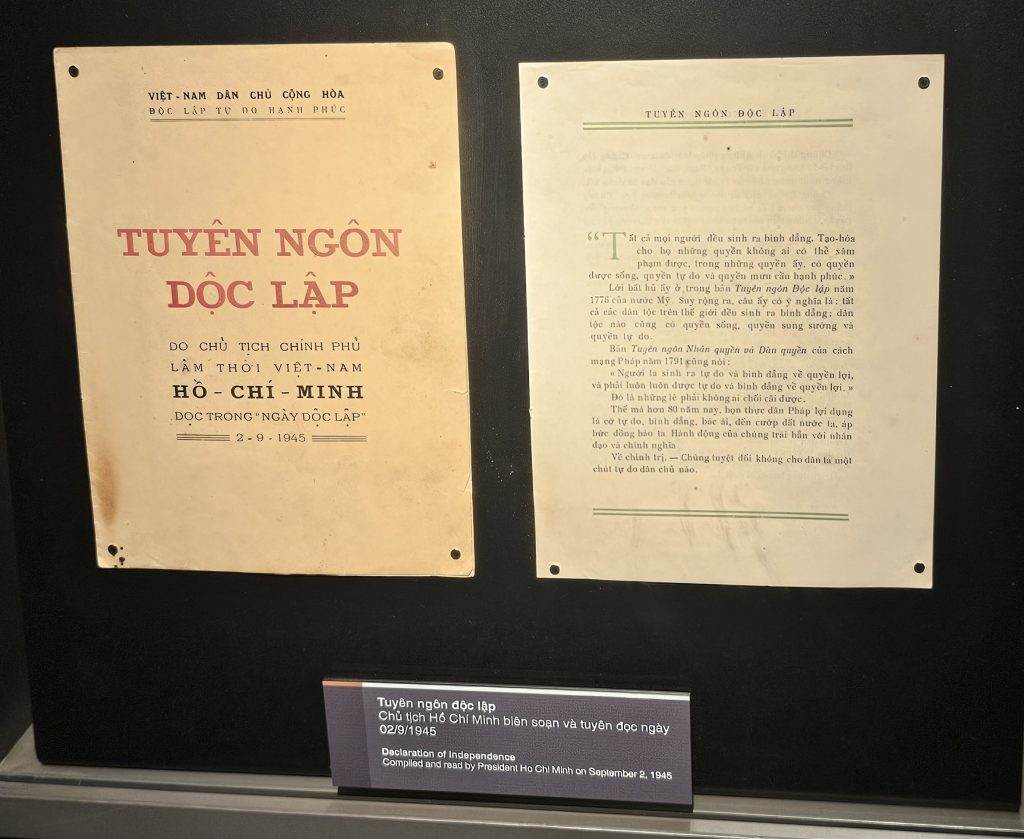 VIỆT-NAM DÂN CHỦ CỘNG HÒA
ĐỘC LẬP TỰ DO HẠNH PHÚC
TUYÊN NGÔN
ĐỘC LẬP
DO CHỦ TỊCH CHÍNH PHỦ
LÂM THỜI VIỆT-NAM
HỒ-CHÍ-MINH
ĐỌC TRONG "NGÀY ĐỘC LẬP"
2-9-1945
TUYÊN NGÔN ĐỘC LẬP
“Tất cả mọi người đều sinh ra bình đẳng. Tạo-hóa
cho họ những quyền không ai có thể xâm
phạm được, trong những quyền ấy, có quyền
được sống, quyền tự do và quyền mưu cầu hạnh phúc. »
Lời bất hủ ấy ở trong bản Tuyên ngôn Độc lập năm
1776 của nước Mỹ. Suy rộng ra, câu ấy có ý nghĩa là : tất
cả các dân tộc trên thế giới đều sinh ra bình đẳng ; dân
tộc nào cũng có quyền sống, quyền sung sướng và
quyền tự do.
Bản Tuyên ngôn Nhân quyền và Dân quyền của cách
mạng Pháp năm 1791 cũng nói :
« Người ta sinh ra tự do và bình đẳng về quyền lợi,
và phải luôn luôn được tự do và bình đẳng về quyền lợi. »
Đó là những lẽ phải không ai chối cãi được.
Thế mà hơn 80 năm nay, bọn thực dân Pháp lợi dụng
lá cờ tự do, bình đẳng, bác ái, đến cướp đất nước ta, áp
bức đồng bào ta. Hành động của chúng trái hẳn với nhân
đạo và chính nghĩa.
Về chính trị. — Chúng tuyệt đối không cho dân ta một
chút tự do dân chủ nào.
Tuyên ngôn độc lập
Chủ tịch Hồ Chí Minh biên soạn và tuyên đọc ngày
02/9/1945
Declaration of Independence
Compiled and read by President Ho Chi Minh on September 2, 1945